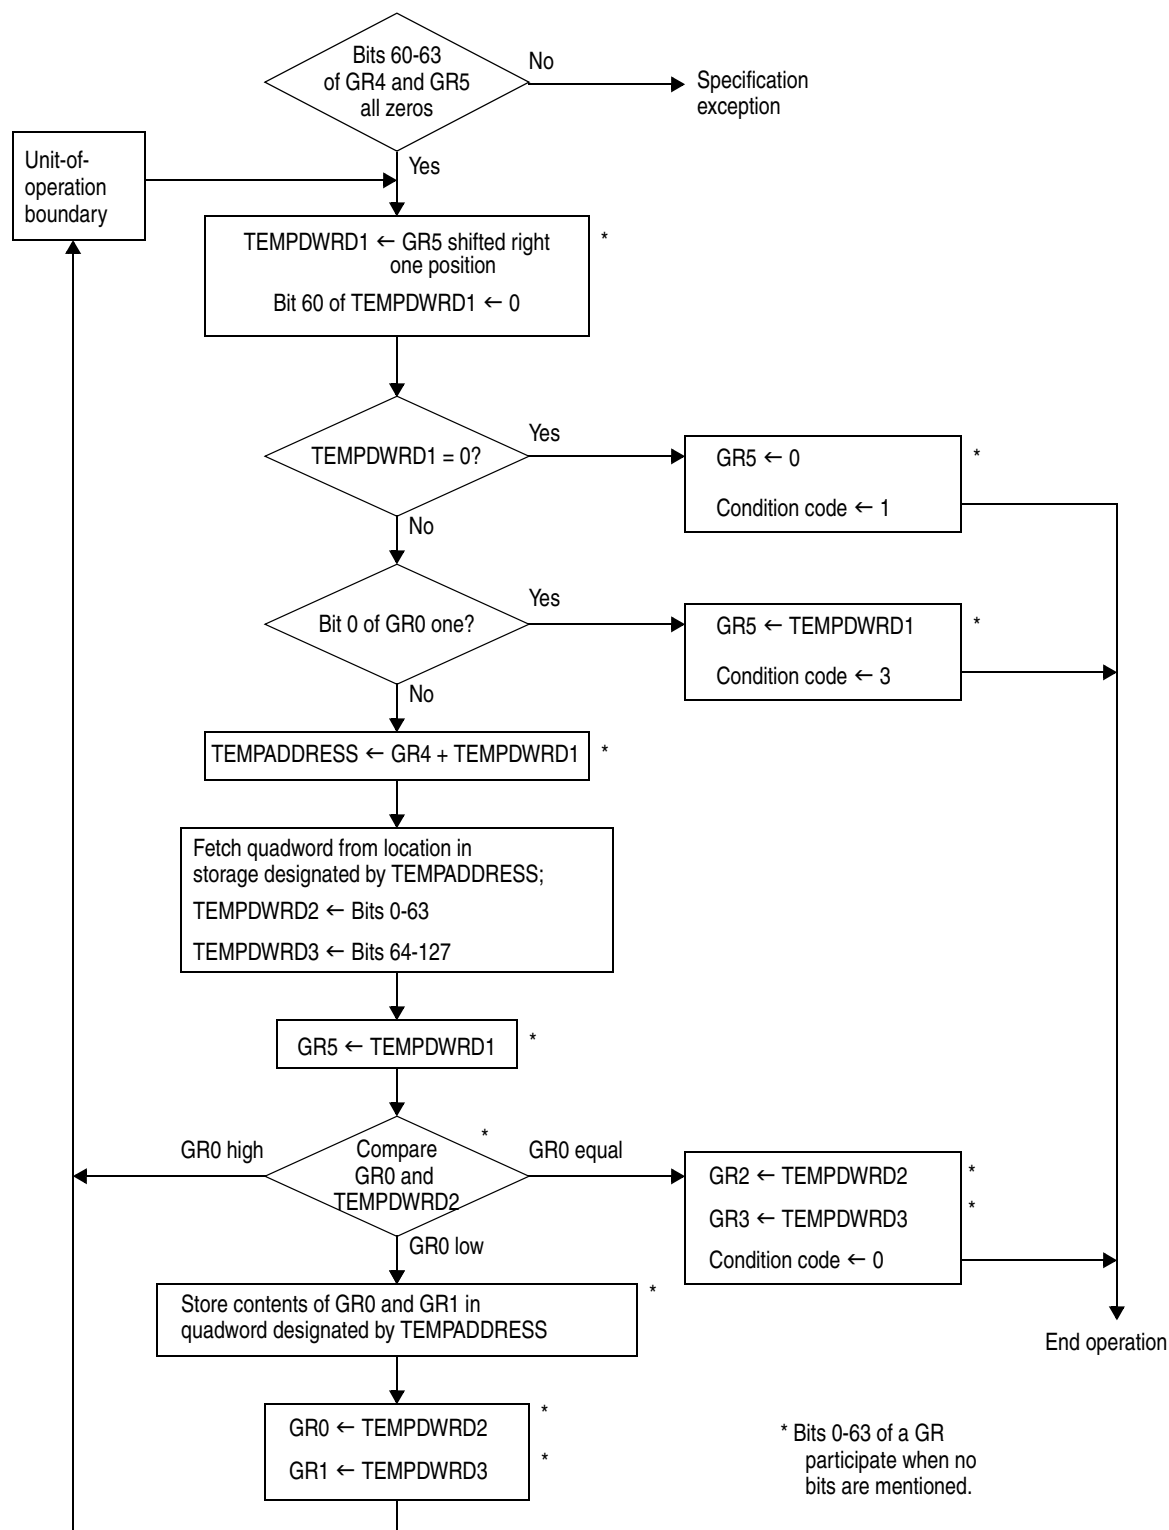 Bits 60-63
of GR4 and GR5
all zeros
No
Specification
exception
Yes
Unit-of-
operation
boundary
TEMPDWRD1 ← GR5 shifted right
one position
Bit 60 of TEMPDWRD1 ← 0
*
TEMPDWRD1 = 0?
Yes
GR5 ← 0
*
Condition code ← 1
No
Bit 0 of GR0 one?
Yes
GR5 ← TEMPDWRD1
*
Condition code ← 3
No
TEMPADDRESS ← GR4 + TEMPDWRD1
*
Fetch quadword from location in
storage designated by TEMPADDRESS;
TEMPDWRD2 ← Bits 0-63
TEMPDWRD3 ← Bits 64-127
GR5 ← TEMPDWRD1
*
GR0 high
Compare
GR0 and
TEMPDWRD2
*
GR0 equal
GR2 ← TEMPDWRD2
*
GR3 ← TEMPDWRD3
*
Condition code ← 0
GR0 low
Store contents of GR0 and GR1 in
quadword designated by TEMPADDRESS
*
End operation
GR0 ← TEMPDWRD2
*
GR1 ← TEMPDWRD3
*
* Bits 0-63 of a GR
participate when no
bits are mentioned.